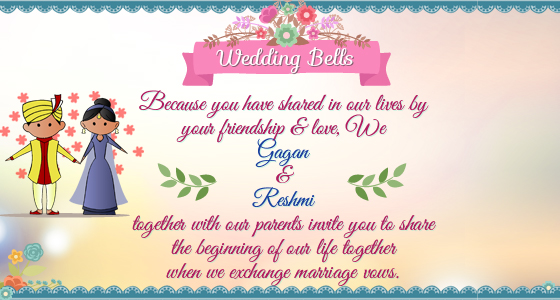 Wedding Bells
Because you have shared in our lives by
your friendship & love, We
Gagan
&
Reshmi
together with our parents invite you to share
the beginning of our life together
when we exchange marriage vows.